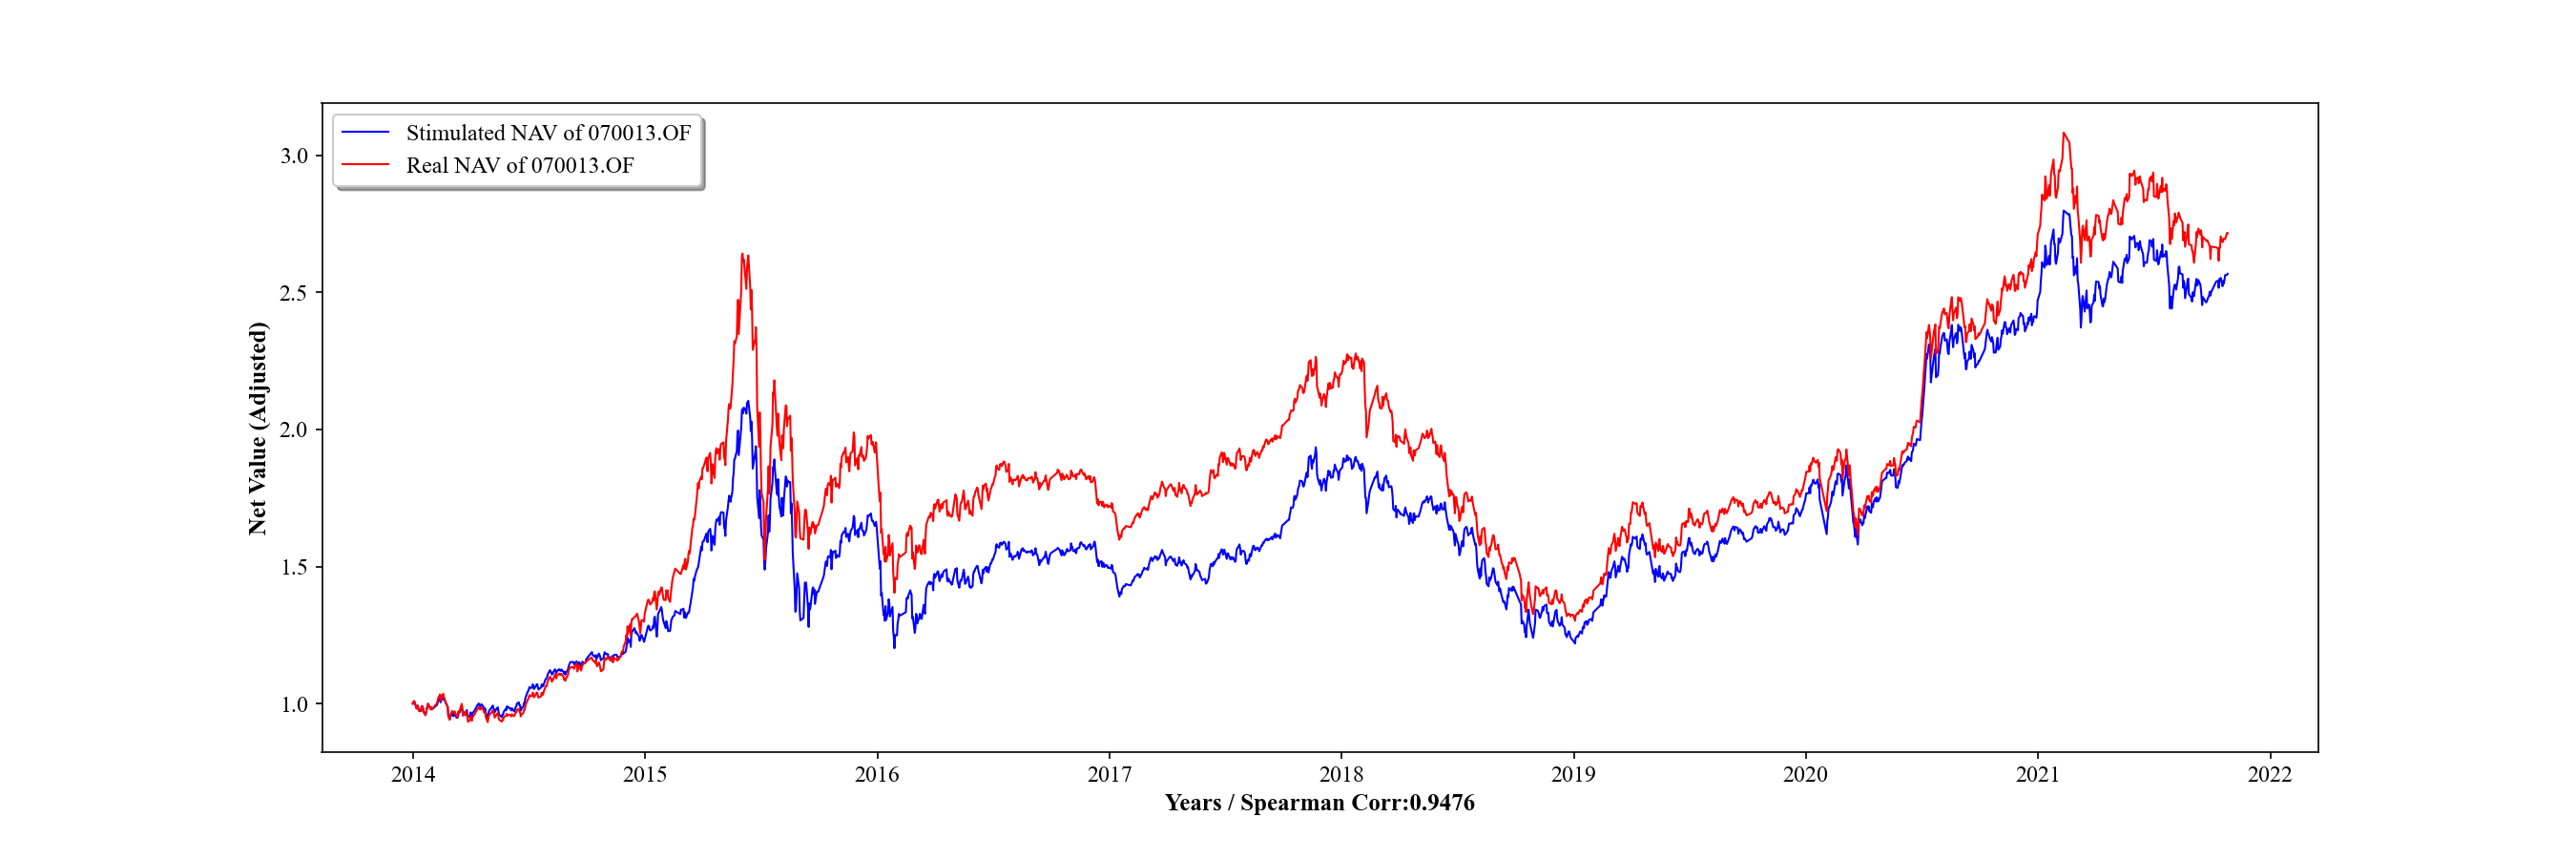 Stimulated NAV of 070013.OF
Real NAV of 070013.OF
Net Value (Adjusted)
3.0
2.5
2.0
1.5
1.0
2014 2015 2016 2017 2018 2019 2020 2021 2022
Years / Spearman Corr:0.9476